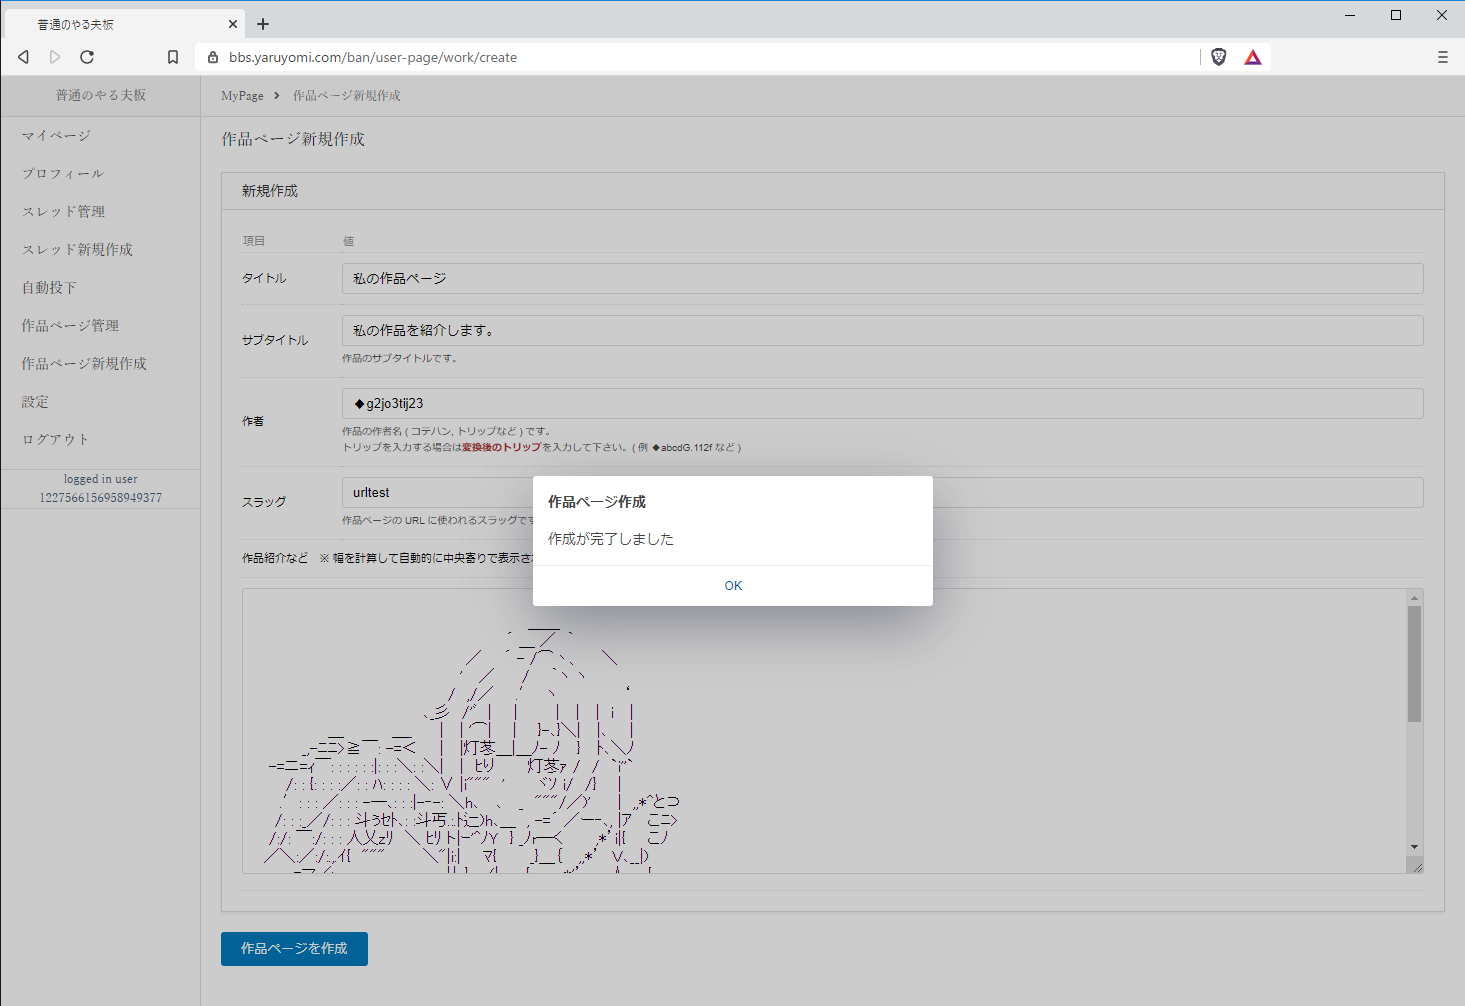 普通のやる夫板
bbs.yaruyomi.com/ban/user-page/work/create
普通のやる夫板
MyPage > 作品ページ新規作成
マイページ
プロフィール
スレッド管理
スレッド新規作成
自動投下
作品ページ管理
作品ページ新規作成
設定
ログアウト
logged in user
1227566156958949377
作品ページ新規作成
新規作成
項目 値
タイトル 私の作品ページ
サブタイトル 私の作品を紹介します。
作品のサブタイトルです。
作者 ◆g2jo3tij23
作品の作者名 ( コテハン, トリップなど ) です。
トリップを入力する場合は変換後のトリップを入力して下さい。( 例 ◆abcdG.112f など )
スラッグ urltest
作品ページの URL に使われるスラッグです
作品紹介など ※ 幅を計算して自動的に中央寄りで表示さ
作品ページ作成
作成が完了しました
OK
作品ページを作成